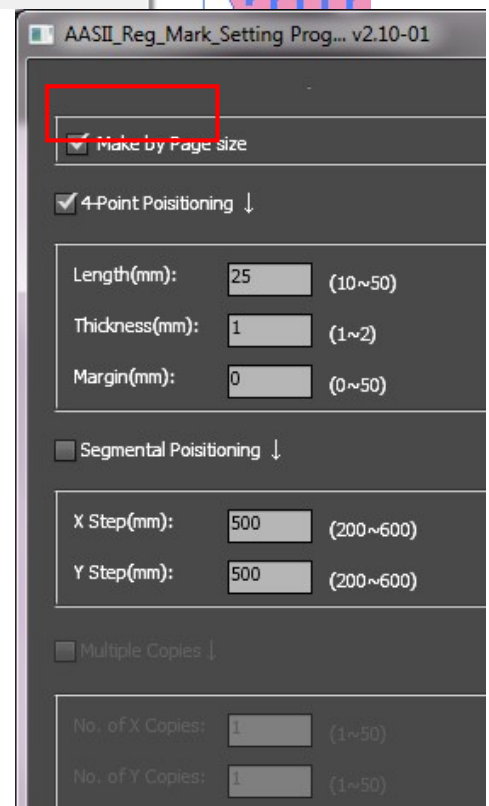 AASII_Reg_Mark_Setting Prog... v2.10-01
Make by Page size
4-Point Poisitioning ↓
Length(mm): 25 (10~50)
Thickness(mm): 1 (1~2)
Margin(mm): 0 (0~50)
Segmental Poisitioning ↓
X Step(mm): 500 (200~600)
Y Step(mm): 500 (200~600)
Multiple Copies ↓
No. of X Copies: 1 (1~50)
No. of Y Copies: 1 (1~50)